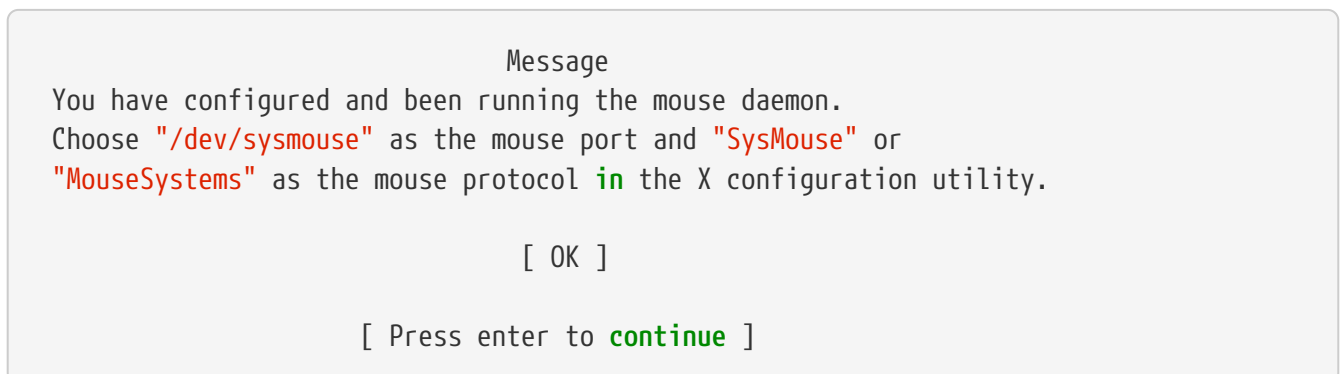 Message
You have configured and been running the mouse daemon.
Choose "/dev/sysmouse" as the mouse port and "SysMouse" or
"MouseSystems" as the mouse protocol in the X configuration utility.
[ OK ]
[ Press enter to continue ]